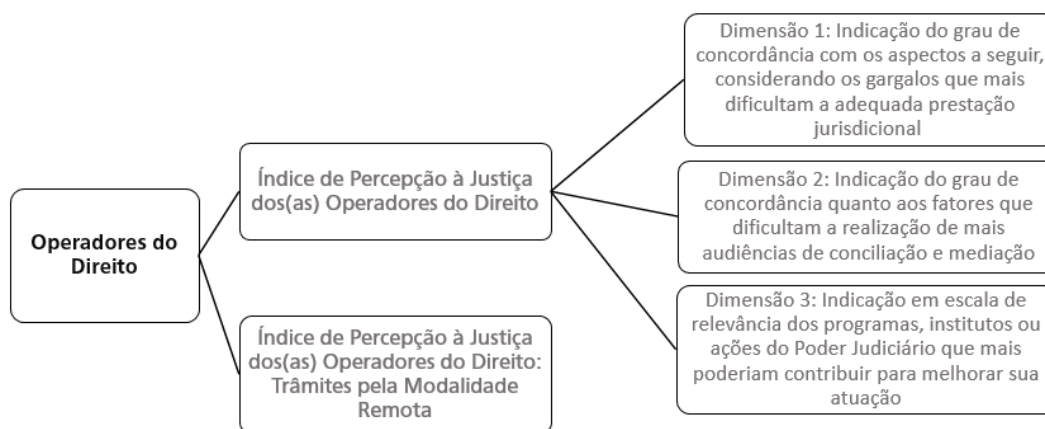 Operadores do
Direito
Índice de Percepção à Justiça
dos(as) Operadores do Direito
Índice de Percepção à Justiça
dos(as) Operadores do Direito:
Trâmites pela Modalidade
Remota
Dimensão 1: Indicação do grau de
concordância com os aspectos a seguir,
considerando os gargalos que mais
dificultam a adequada prestação
jurisdicional
Dimensão 2: Indicação do grau de
concordância quanto aos fatores que
dificultam a realização de mais
audiências de conciliação e mediação
Dimensão 3: Indicação em escala de
relevância dos programas, institutos ou
ações do Poder Judiciário que mais
poderiam contribuir para melhorar sua
atuação